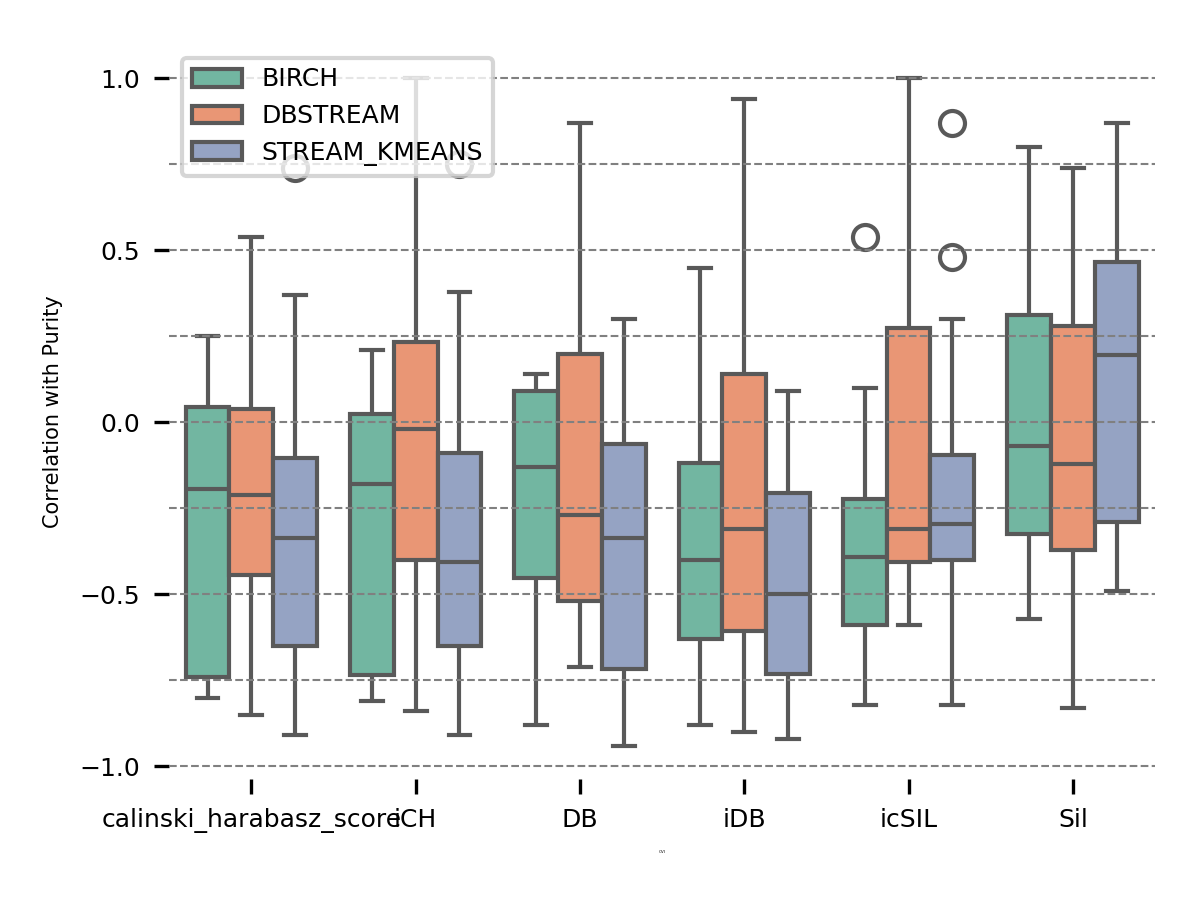 BIRCH
DBSTREAM
STREAM_KMEANS
1.0
0.5
0.0
−0.5
−1.0
Correlation with Purity
calinski_harabasz_score iCH DB iDB icSIL Sil